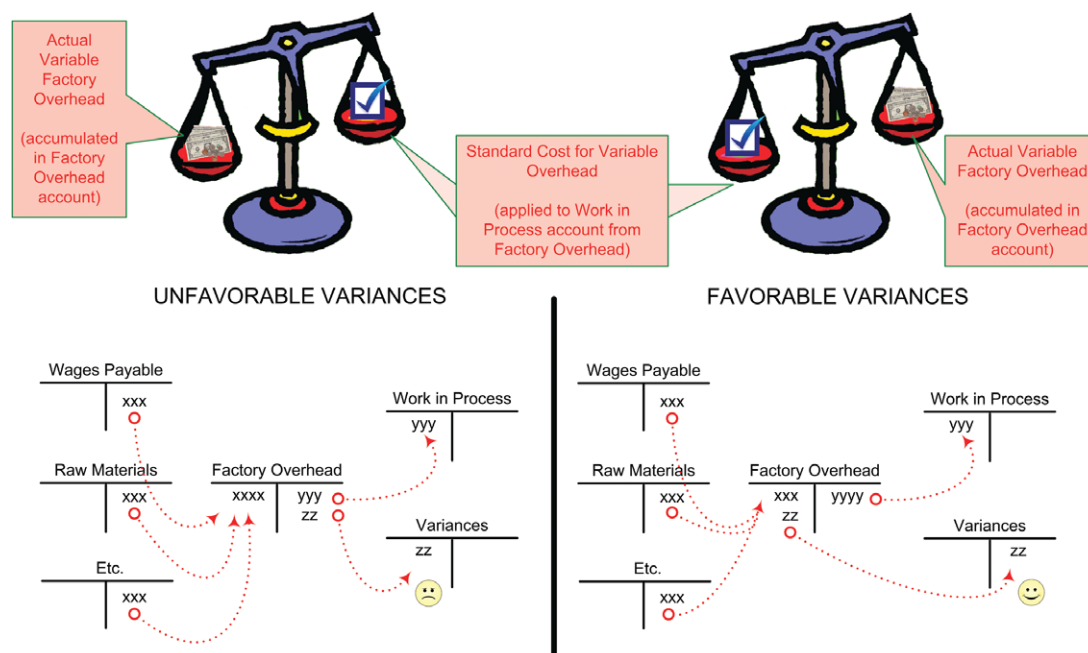 Actual
Variable
Factory
Overhead
(accumulated
in Factory
Overhead
account)
Standard Cost for Variable
Overhead
(applied to Work in
Process account from
Factory Overhead)
Actual Variable
Factory Overhead
(accumulated in
Factory Overhead
account)
UNFAVORABLE VARIANCES
Wages Payable
xxx
Work in Process
yyy
Raw Materials
xxx
Factory Overhead
xxxx
yyy
zz
Variances
zz
Etc.
xxx
FAVORABLE VARIANCES
Wages Payable
xxx
Work in Process
yyy
Raw Materials
xxx
Factory Overhead
xxx
yyyy
zz
Variances
zz
Etc.
xxx